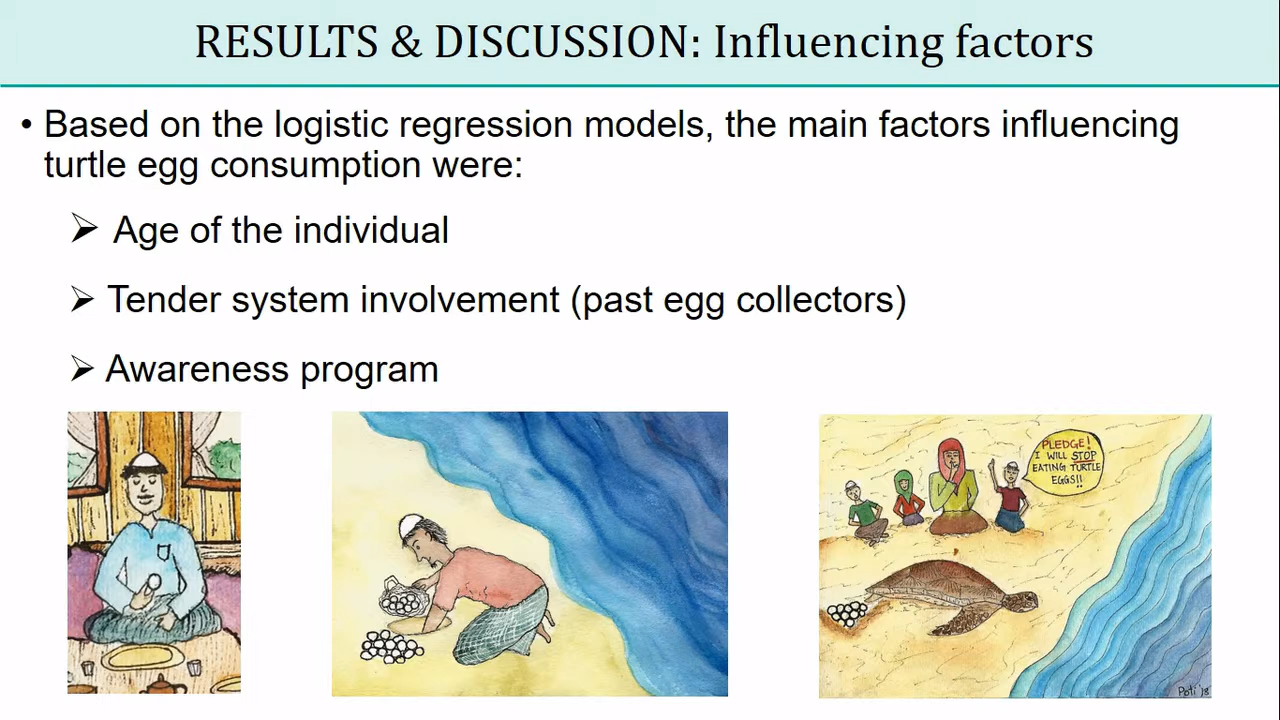 RESULTS & DISCUSSION: Influencing factors
• Based on the logistic regression models, the main factors influencing
turtle egg consumption were:
➢ Age of the individual
➢ Tender system involvement (past egg collectors)
➢ Awareness program
PLEDGE!
I WILL STOP
EATING TURTLE
EGGS!!
Poti '18